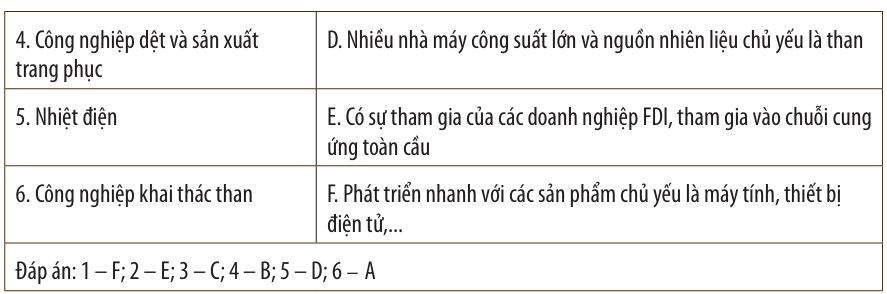 4. Công nghiệp dệt và sản xuất
trang phục
D. Nhiều nhà máy công suất lớn và nguồn nhiên liệu chủ yếu là than
5. Nhiệt điện
E. Có sự tham gia của các doanh nghiệp FDI, tham gia vào chuỗi cung
ứng toàn cầu
6. Công nghiệp khai thác than
F. Phát triển nhanh với các sản phẩm chủ yếu là máy tính, thiết bị
điện tử,...
Đáp án: 1 – F; 2 – E; 3 – C; 4 – B; 5 – D; 6 – A